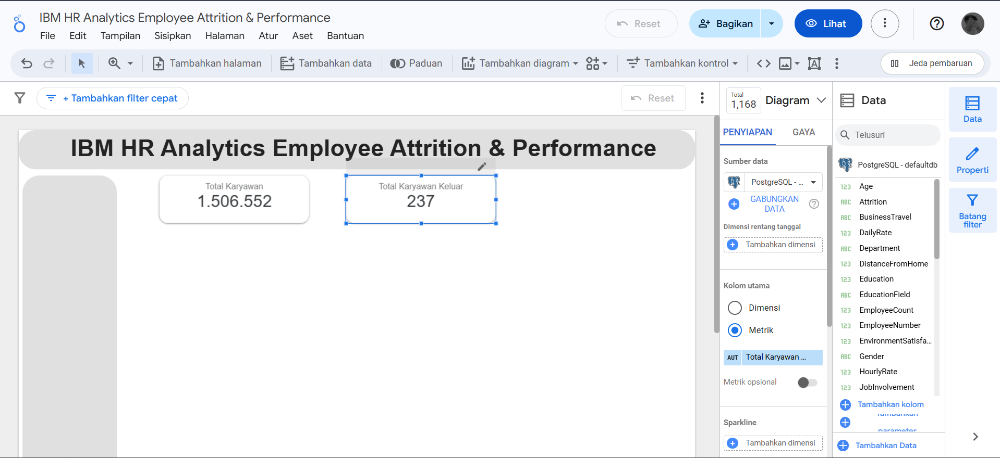 IBM HR Analytics Employee Attrition & Performance
File Edit Tampilan Sisipkan Halaman Atur Aset Bantuan
Reset
Bagikan
Lihat
Tambahkan halaman
Tambahkan data
Paduan
Tambahkan diagram
Tambahkan kontrol
Jeda pembaruan
+ Tambahkan filter cepat
Reset
IBM HR Analytics Employee Attrition & Performance
Total Karyawan
1.506.552
Total Karyawan Keluar
237
Total
1,168
Diagram
PENYIAPAN GAYA
Sumber data
PostgreSQL - ...
GABUNGKAN
DATA
Dimensi rentang tanggal
Tambahkan dimensi
Kolom utama
Dimensi
Metrik
AUT Total Karyawan ...
Metrik opsional
Sparkline
Tambahkan dimensi
Data
Telusuri
PostgreSQL - defaultdb
123 Age
ABC Attrition
ABC BusinessTravel
123 DailyRate
ABC Department
123 DistanceFromHome
123 Education
ABC EducationField
123 EmployeeCount
123 EmployeeNumber
123 EnvironmentSatisfa...
ABC Gender
123 HourlyRate
123 JobInvolvement
Tambahkan kolom
Tambahkan
parameter
Tambahkan Data
Data
Properti
Batang
filter